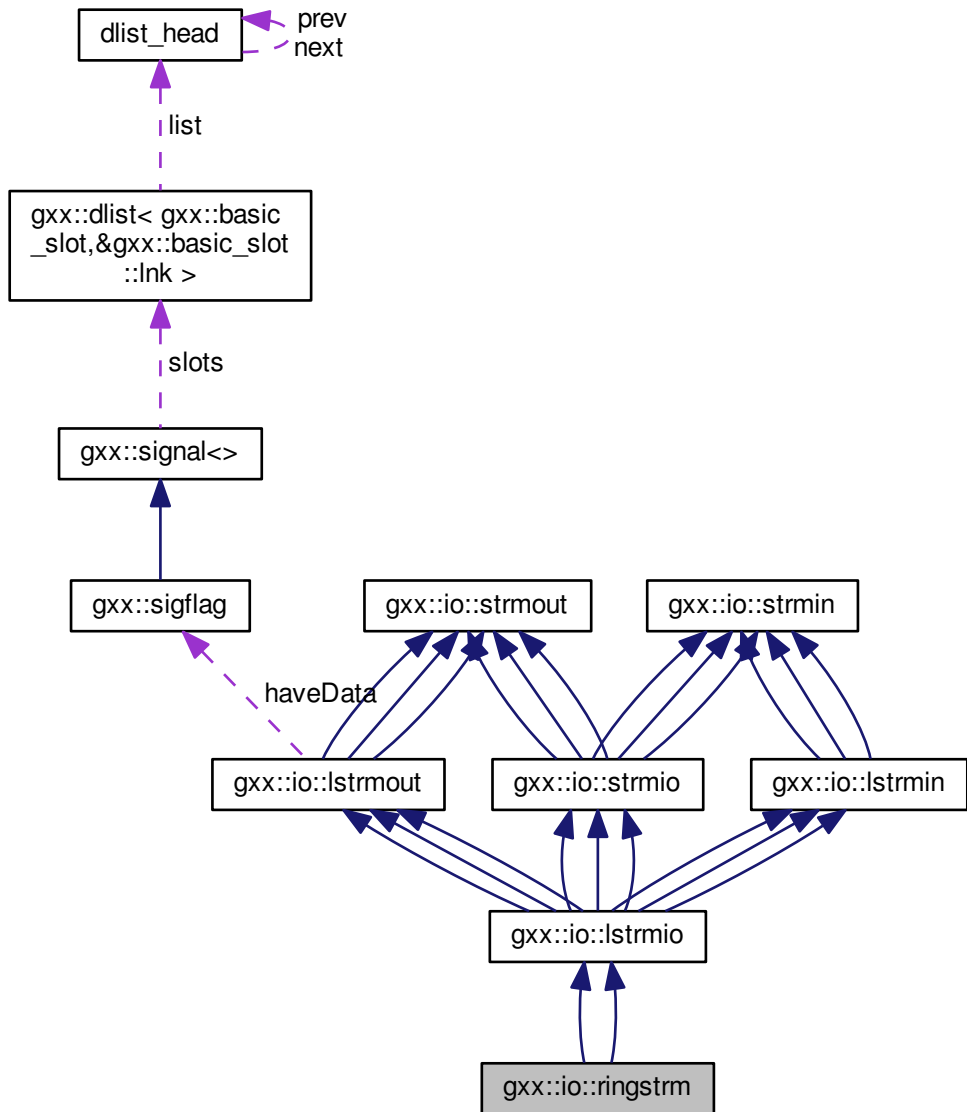 dlist_head
prev
next
list
gxx::dlist< gxx::basic
_slot,&gxx::basic_slot
::lnk >
slots
gxx::signal<>
gxx::sigflag
gxx::io::strmout
gxx::io::strmin
haveData
gxx::io::lstrmout
gxx::io::strmio
gxx::io::lstrmin
gxx::io::lstrmio
gxx::io::ringstrm